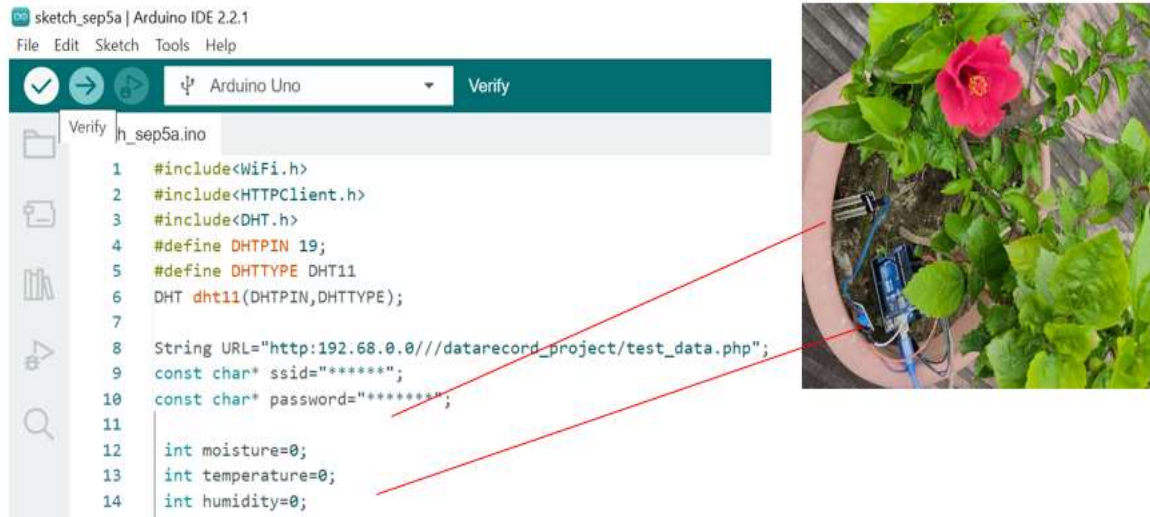 sketch_sep5a | Arduino IDE 2.2.1
File Edit Sketch Tools Help
Arduino Uno
Verify
Verify
h_sep5a.ino
1 #include<WiFi.h>
2 #include<HTTPClient.h>
3 #include<DHT.h>
4 #define DHTPIN 19;
5 #define DHTTYPE DHT11
6 DHT dht11(DHTPIN,DHTTYPE);
7
8 String URL="http:192.68.0.0///datarecord_project/test_data.php";
9 const char* ssid="******";
10 const char* password="*******";
11
12 int moisture=0;
13 int temperature=0;
14 int humidity=0;